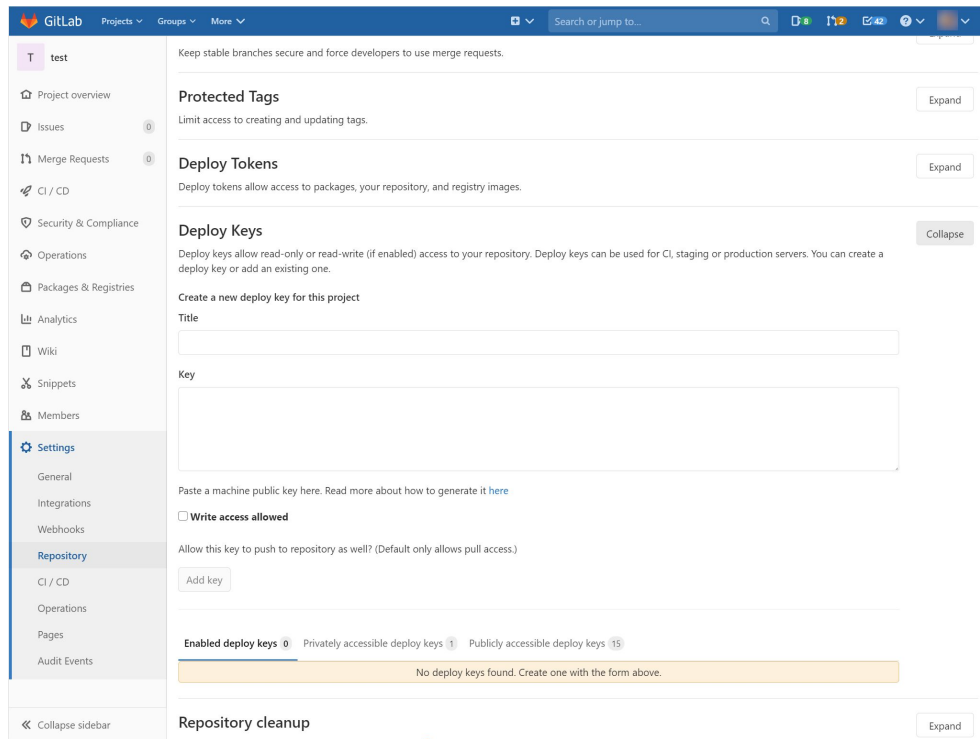 GitLab Projects Groups More Search or jump to... 8 2 42
T test
Project overview
Issues 0
Merge Requests 0
CI / CD
Security & Compliance
Operations
Packages & Registries
Analytics
Wiki
Snippets
Members
Settings
General
Integrations
Webhooks
Repository
CI / CD
Operations
Pages
Audit Events
Collapse sidebar
Keep stable branches secure and force developers to use merge requests.
Protected Tags
Expand
Limit access to creating and updating tags.
Deploy Tokens
Expand
Deploy tokens allow access to packages, your repository, and registry images.
Deploy Keys
Collapse
Deploy keys allow read-only or read-write (if enabled) access to your repository. Deploy keys can be used for CI, staging or production servers. You can create a
deploy key or add an existing one.
Create a new deploy key for this project
Title
Key
Paste a machine public key here. Read more about how to generate it here
Write access allowed
Allow this key to push to repository as well? (Default only allows pull access.)
Add key
Enabled deploy keys 0 Privately accessible deploy keys 1 Publicly accessible deploy keys 15
No deploy keys found. Create one with the form above.
Repository cleanup
Expand